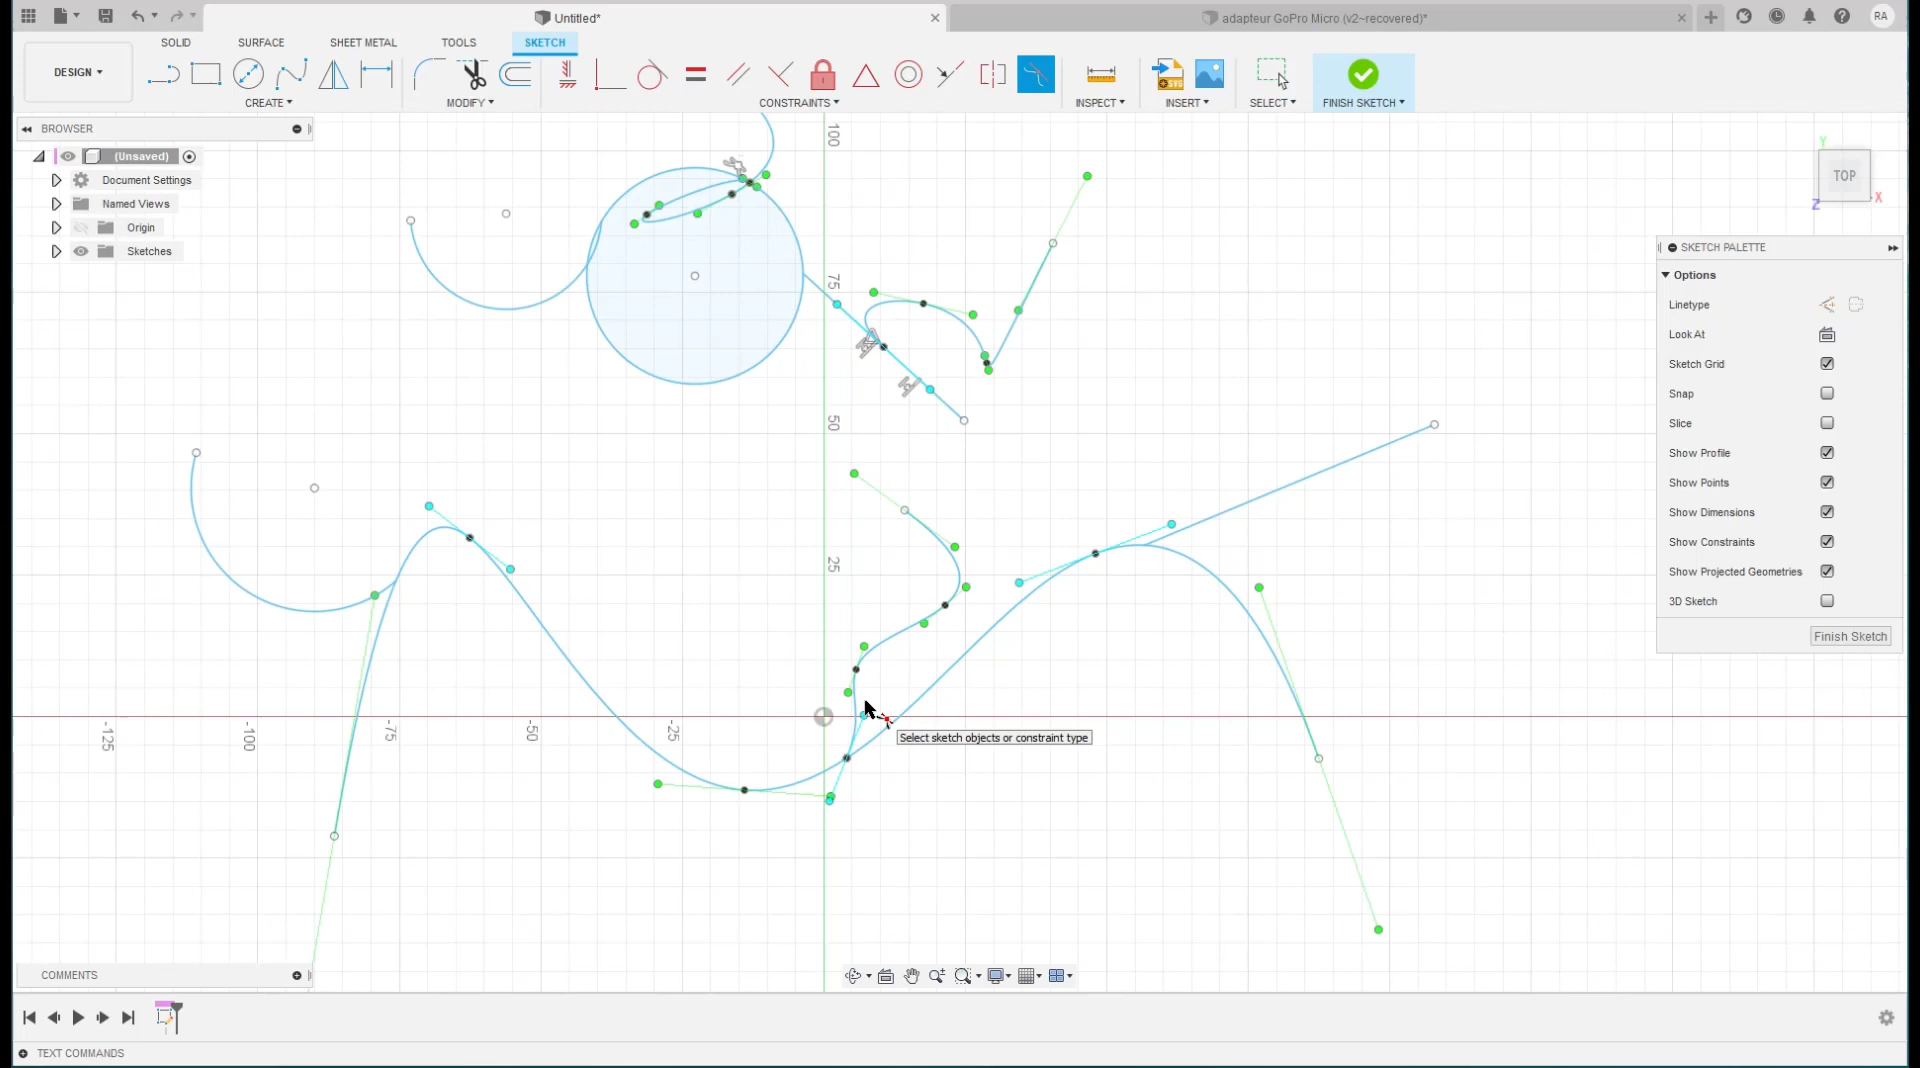 Untitled*
adapteur GoPro Micro (v2~recovered)*
RA
SOLID
SURFACE
SHEET METAL
TOOLS
SKETCH
DESIGN
CREATE
MODIFY
CONSTRAINTS
INSPECT
INSERT
SELECT
FINISH SKETCH
BROWSER
(Unsaved)
Document Settings
Named Views
Origin
Sketches
100
75
50
25
-125
-100
-75
-50
-25
Y
TOP
Z
X
SKETCH PALETTE
Options
Linetype
Look At
Sketch Grid
Snap
Slice
Show Profile
Show Points
Show Dimensions
Show Constraints
Show Projected Geometries
3D Sketch
Finish Sketch
Select sketch objects or constraint type
COMMENTS
TEXT COMMANDS